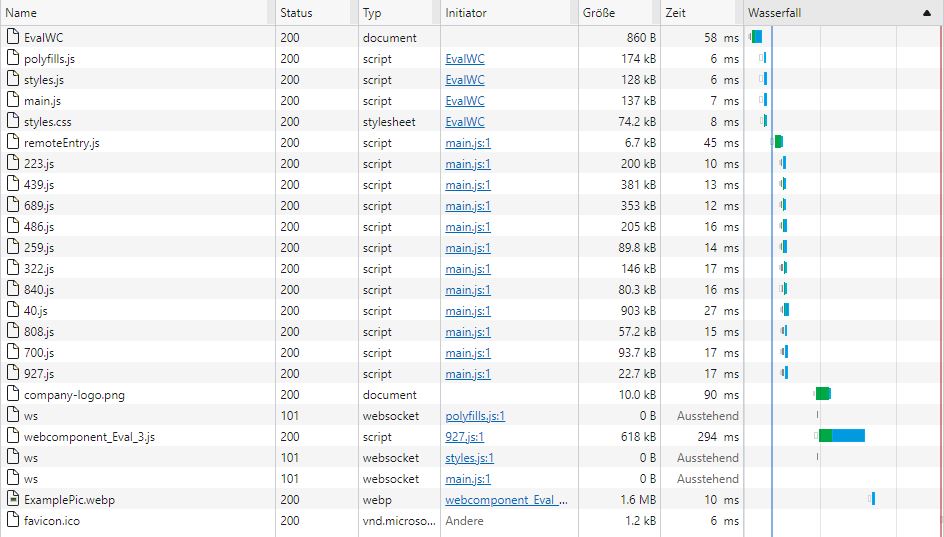 Name Status Typ Initiator Größe Zeit Wasserfall
EvalWC 200 document 860 B 58 ms
polyfills.js 200 script EvalWC 174 kB 6 ms
styles.js 200 script EvalWC 128 kB 6 ms
main.js 200 script EvalWC 137 kB 7 ms
styles.css 200 stylesheet EvalWC 74.2 kB 8 ms
remoteEntry.js 200 script main.js:1 6.7 kB 45 ms
223.js 200 script main.js:1 200 kB 10 ms
439.js 200 script main.js:1 381 kB 13 ms
689.js 200 script main.js:1 353 kB 12 ms
486.js 200 script main.js:1 205 kB 16 ms
259.js 200 script main.js:1 89.8 kB 14 ms
322.js 200 script main.js:1 146 kB 17 ms
840.js 200 script main.js:1 80.3 kB 16 ms
40.js 200 script main.js:1 903 kB 27 ms
808.js 200 script main.js:1 57.2 kB 15 ms
700.js 200 script main.js:1 93.7 kB 17 ms
927.js 200 script main.js:1 22.7 kB 17 ms
company-logo.png 200 document 10.0 kB 90 ms
ws 101 websocket polyfills.js:1 0 B Ausstehend
webcomponent_Eval_3.js 200 script 927.js:1 618 kB 294 ms
ws 101 websocket styles.js:1 0 B Ausstehend
ws 101 websocket main.js:1 0 B Ausstehend
ExamplePic.webp 200 webp webcomponent_Eval_... 1.6 MB 10 ms
favicon.ico 200 vnd.microso... Andere 1.2 kB 6 ms